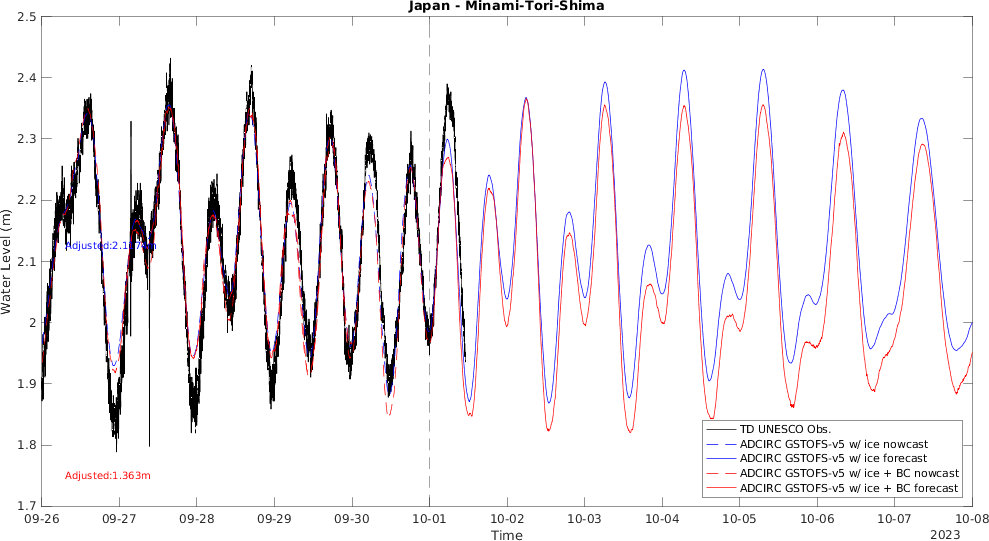 Japan - Minami-Tori-Shima
2.5
2.4
2.3
2.2
2.1
2
1.9
1.8
1.7
Water Level (m)
Adjusted:1.363m
TD UNESCO Obs.
ADCIRC GSTOFS-v5 w/ ice nowcast
ADCIRC GSTOFS-v5 w/ ice forecast
ADCIRC GSTOFS-v5 w/ ice + BC nowcast
ADCIRC GSTOFS-v5 w/ ice + BC forecast
09-26 09-27 09-28 09-29 09-30 10-01 10-02 10-03 10-04 10-05 10-06 10-07 10-08
Time
2023